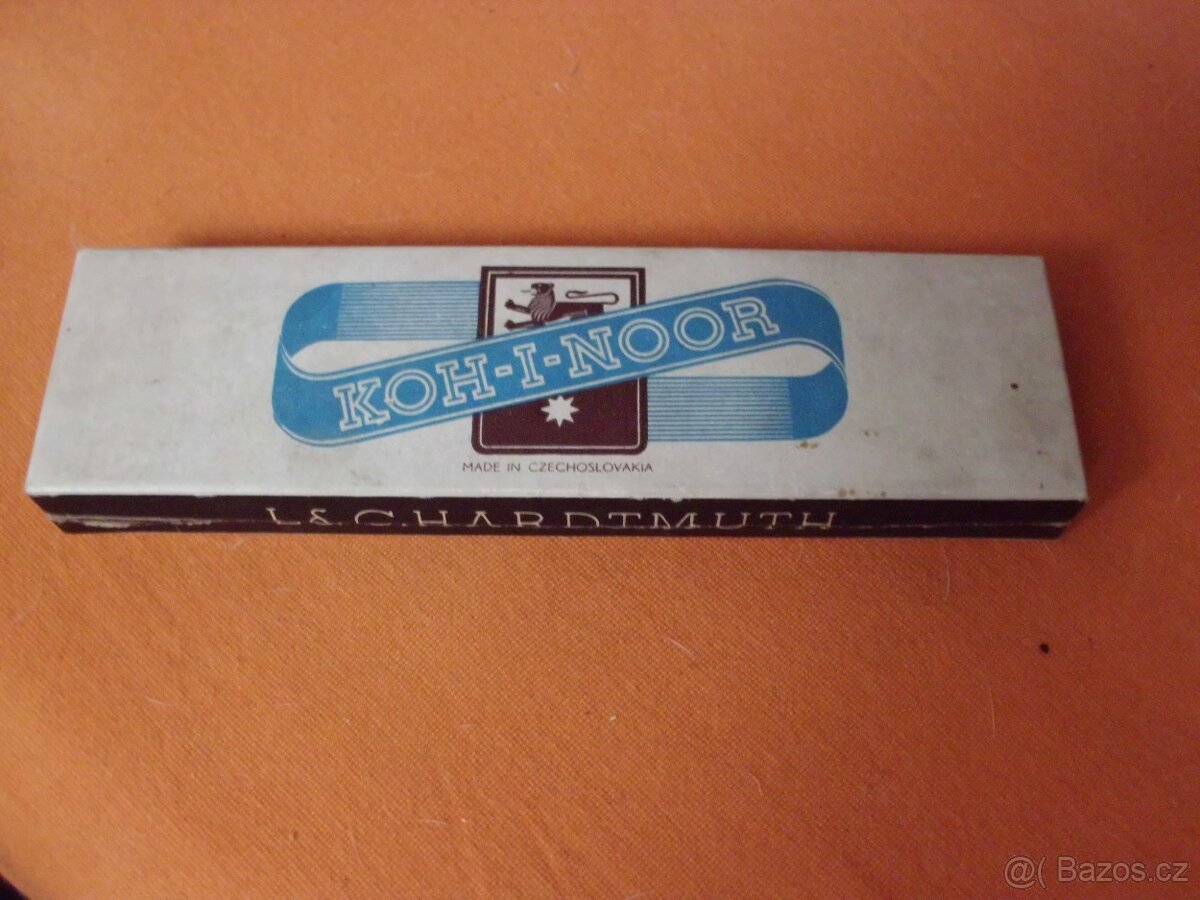 KOH-I-NOOR
MADE IN CZECHOSLOVAKIA
L&C.HARDTMUTH
@( Bazos.cz